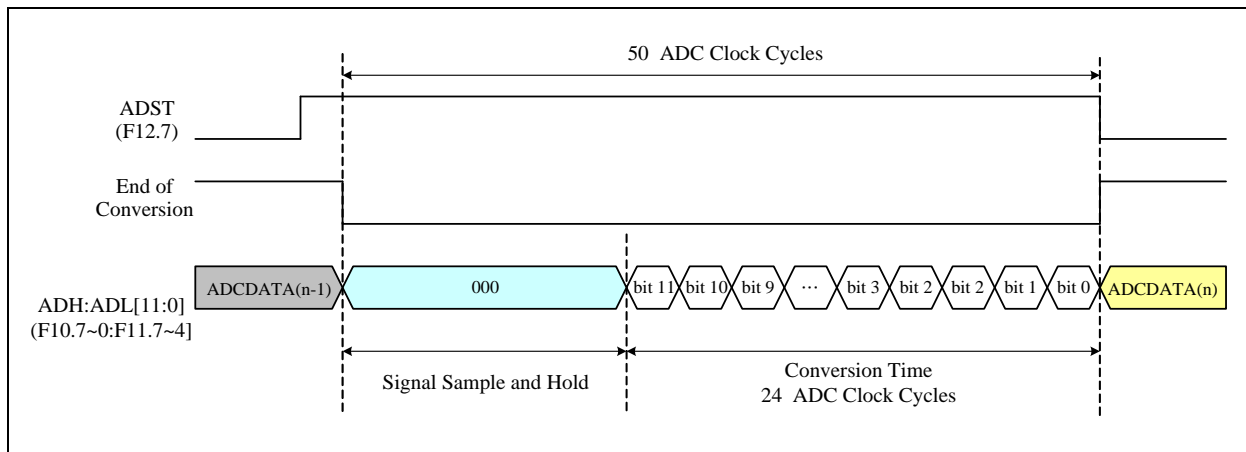 50 ADC Clock Cycles
ADST
(F12.7)
End of
Conversion
ADH:ADL[11:0]
(F10.7~0:F11.7~4]
ADCDATA(n-1)
000
bit 11
bit 10
bit 9
...
bit 3
bit 2
bit 2
bit 1
bit 0
ADCDATA(n)
Signal Sample and Hold
Conversion Time
24 ADC Clock Cycles